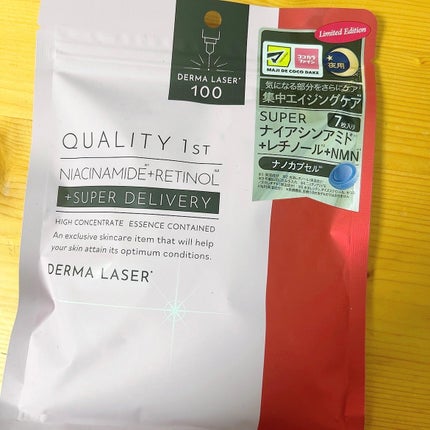 Limited Edition
DERMA LASER*
100
MAJI DE COCO DAKE
ココカラ
ファイン
夜用
気になる部分をさらにケア
集中エイジングケア
SUPER
ナイアシンアミド
+レチノール+NMN
7枚入り
ナノカプセル
QUALITY 1ST
NIACINAMIDE+RETINOL
+SUPER DELIVERY
HIGH CONCENTRATE ESSENCE CONTAINED
An exclusive skincare item that will help
your skin attain its optimum conditions.
DERMA LASER*